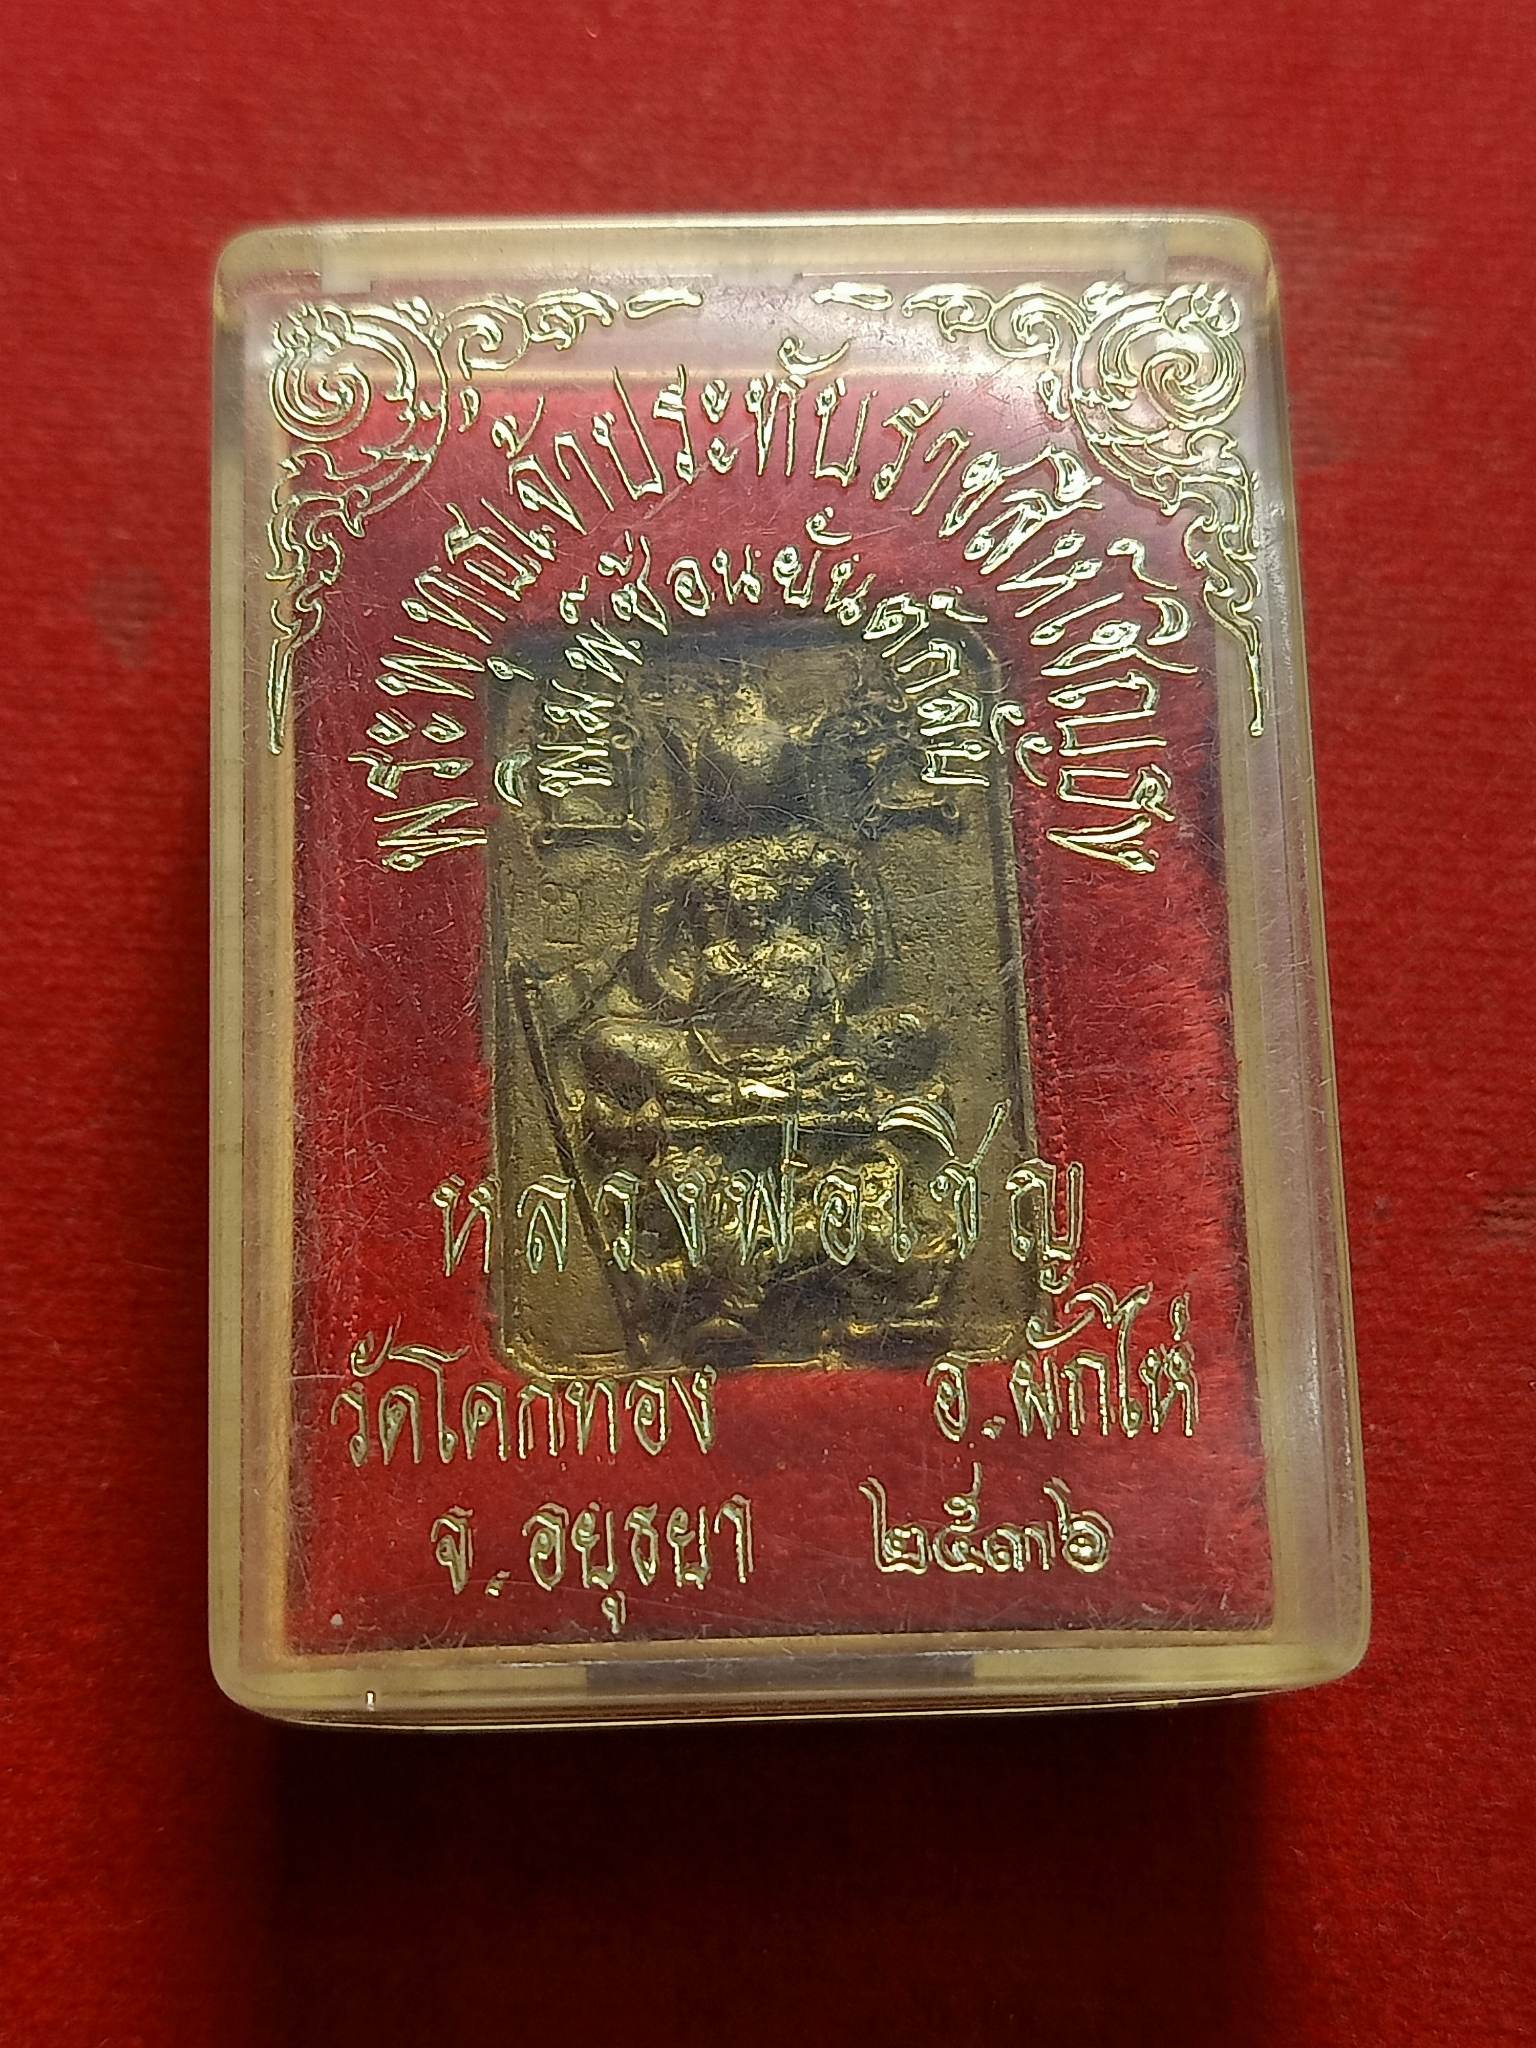 พระพุทธเจ้าประทับราชสีห์เชิญธง
พิมพ์ซ้อนยันต์กลับ
หลวงพ่อเชิญ
วัดโคกทอง อ.ผักไห่
จ.อยุธยา ๒๕๓๖